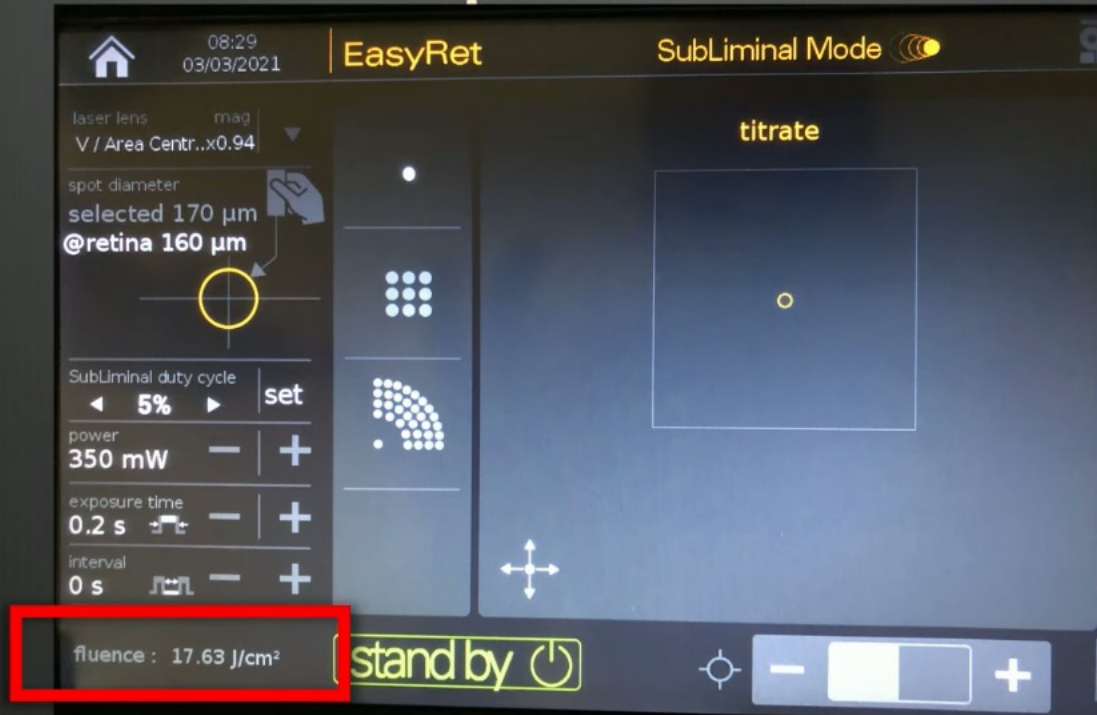 08:29
03/03/2021
EasyRet
SubLiminal Mode
laser lens mag
V / Area Centr..x0.94
titrate
spot diameter
selected 170 µm
@retina 160 µm
SubLiminal duty cycle
5%
set
power
350 mW
exposure time
0.2 s
interval
0 s
fluence : 17.63 J/cm²
stand by